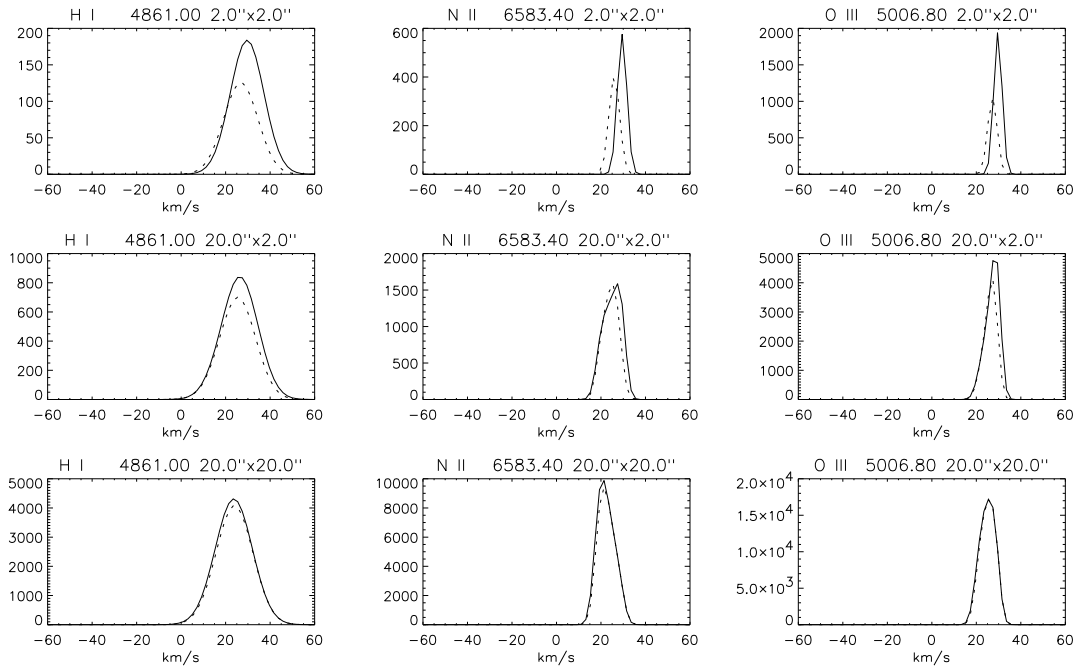 H I 4861.00 2.0''x2.0''
200
150
100
50
0
−60 −40 −20 0 20 40 60
km/s
N II 6583.40 2.0''x2.0''
600
400
200
0
−60 −40 −20 0 20 40 60
km/s
O III 5006.80 2.0''x2.0''
2000
1500
1000
500
0
−60 −40 −20 0 20 40 60
km/s
H I 4861.00 20.0''x2.0''
1000
800
600
400
200
0
−60 −40 −20 0 20 40 60
km/s
N II 6583.40 20.0''x2.0''
2000
1500
1000
500
0
−60 −40 −20 0 20 40 60
km/s
O III 5006.80 20.0''x2.0''
5000
4000
3000
2000
1000
0
−60 −40 −20 0 20 40 60
km/s
H I 4861.00 20.0''x20.0''
5000
4000
3000
2000
1000
0
−60 −40 −20 0 20 40 60
km/s
N II 6583.40 20.0''x20.0''
10000
8000
6000
4000
2000
0
−60 −40 −20 0 20 40 60
km/s
O III 5006.80 20.0''x20.0''
2.0×10⁴
1.5×10⁴
1.0×10⁴
5.0×10³
0
−60 −40 −20 0 20 40 60
km/s